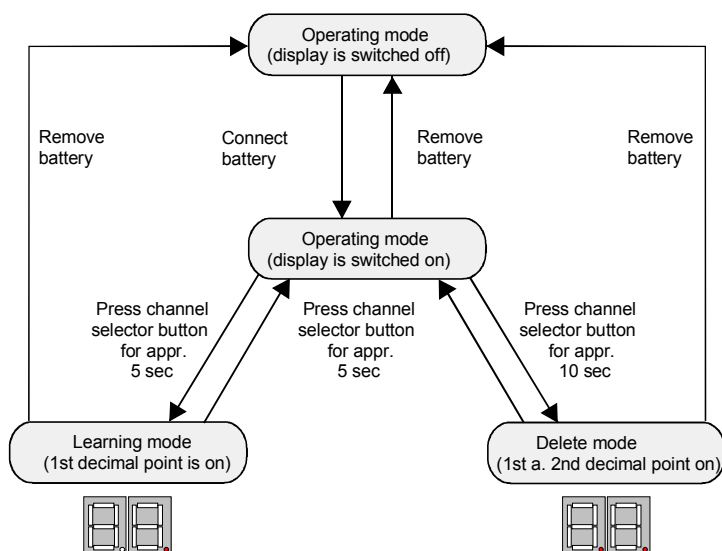 Operating mode
(display is switched off)
Remove
battery
Connect
battery
Remove
battery
Remove
battery
Operating mode
(display is switched on)
Press channel
selector button
for appr.
5 sec
Press channel
selector button
for appr.
5 sec
Press channel
selector button
for appr.
10 sec
Learning mode
(1st decimal point is on)
Delete mode
(1st a. 2nd decimal point on)